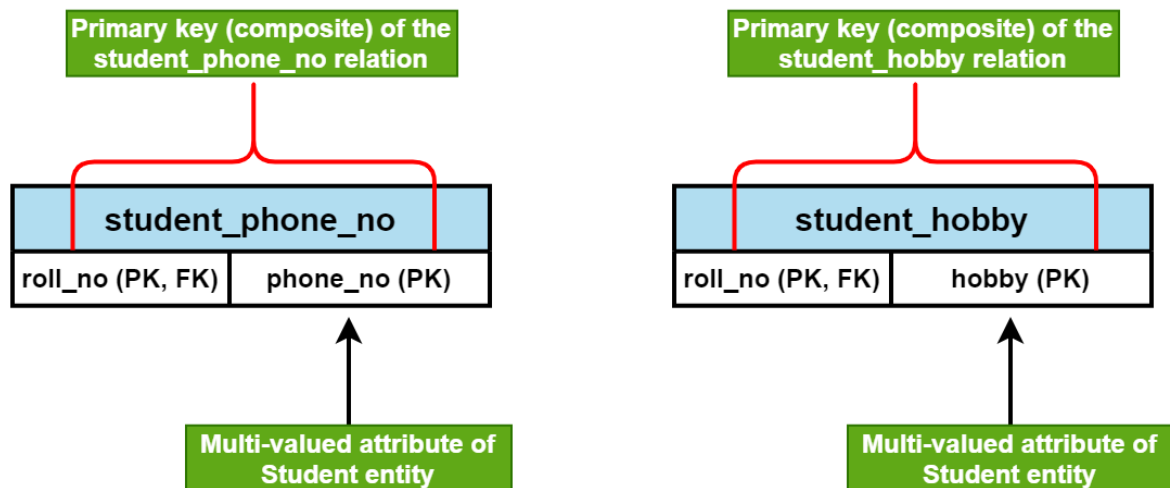 Primary key (composite) of the
student_phone_no relation
student_phone_no
roll_no (PK, FK)
phone_no (PK)
Multi-valued attribute of
Student entity
Primary key (composite) of the
student_hobby relation
student_hobby
roll_no (PK, FK)
hobby (PK)
Multi-valued attribute of
Student entity